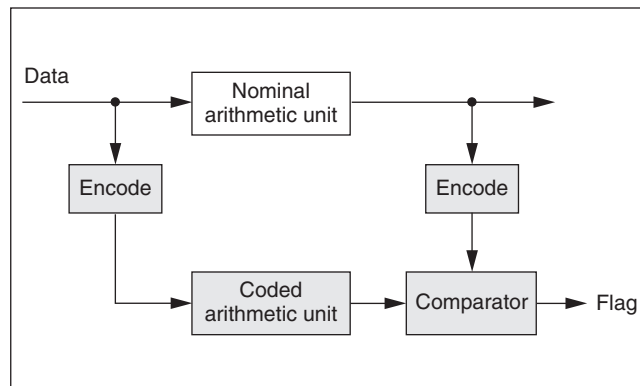 Data
Nominal
arithmetic unit
Encode
Encode
Coded
arithmetic unit
Comparator
Flag